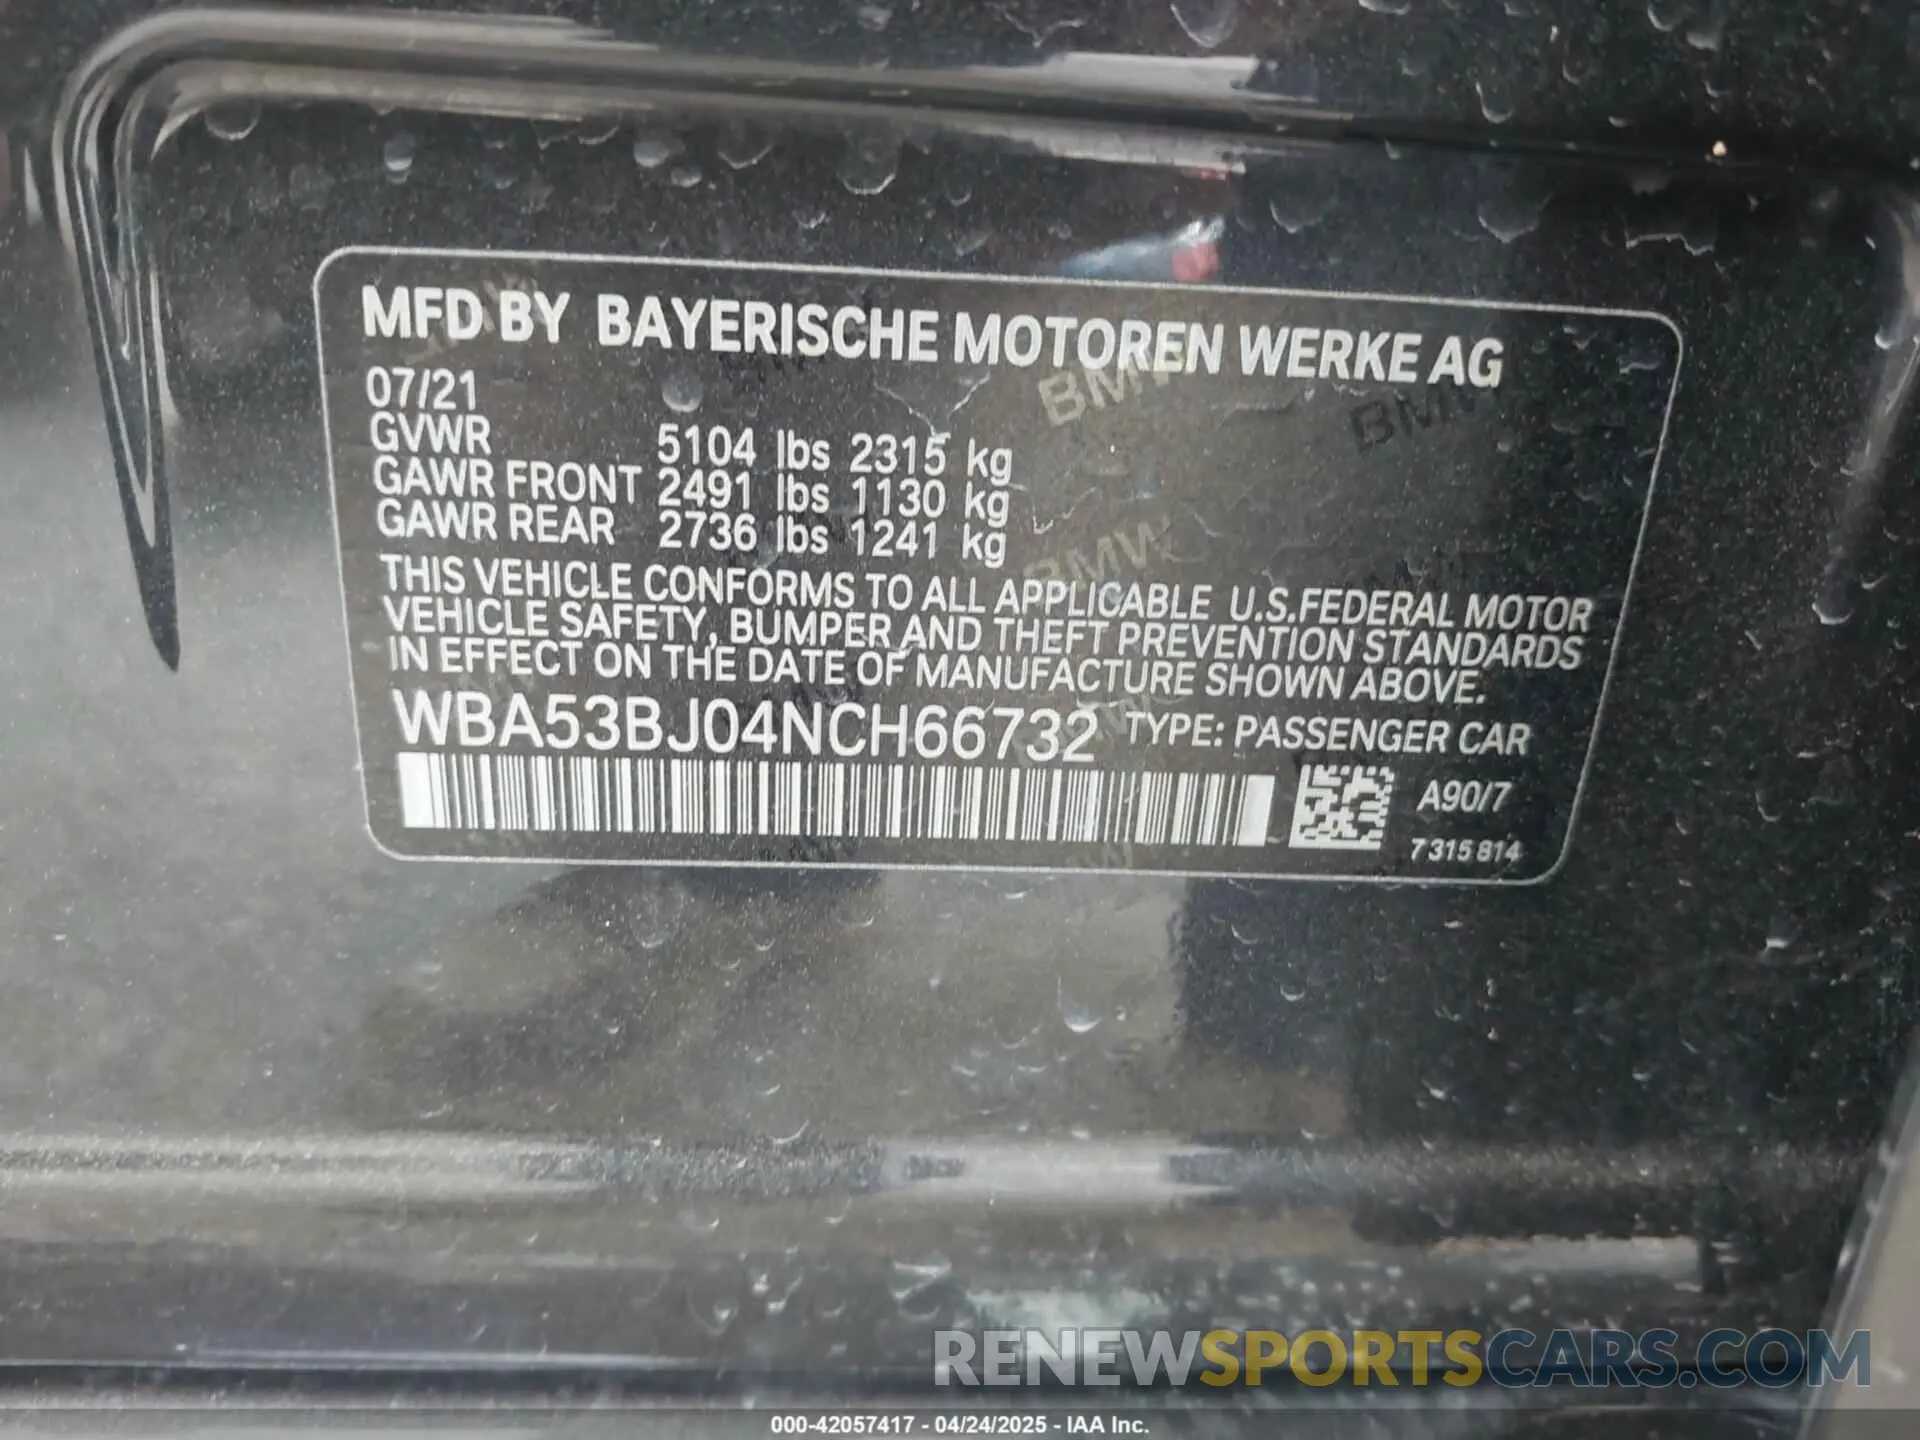 MFD BY BAYERISCHE MOTOREN WERKE AG
07/21
GVWR 5104 lbs 2315 kg
GAWR FRONT 2491 lbs 1130 kg
GAWR REAR 2736 lbs 1241 kg
THIS VEHICLE CONFORMS TO ALL APPLICABLE U.S.FEDERAL MOTOR
VEHICLE SAFETY, BUMPER AND THEFT PREVENTION STANDARDS
IN EFFECT ON THE DATE OF MANUFACTURE SHOWN ABOVE.
WBA53BJ04NCH66732 TYPE: PASSENGER CAR
A90/7
7315814
BMW
BMW
BMW
RENEWSPORTSCARS.COM
000-42057417 - 04/24/2025 - IAA Inc.